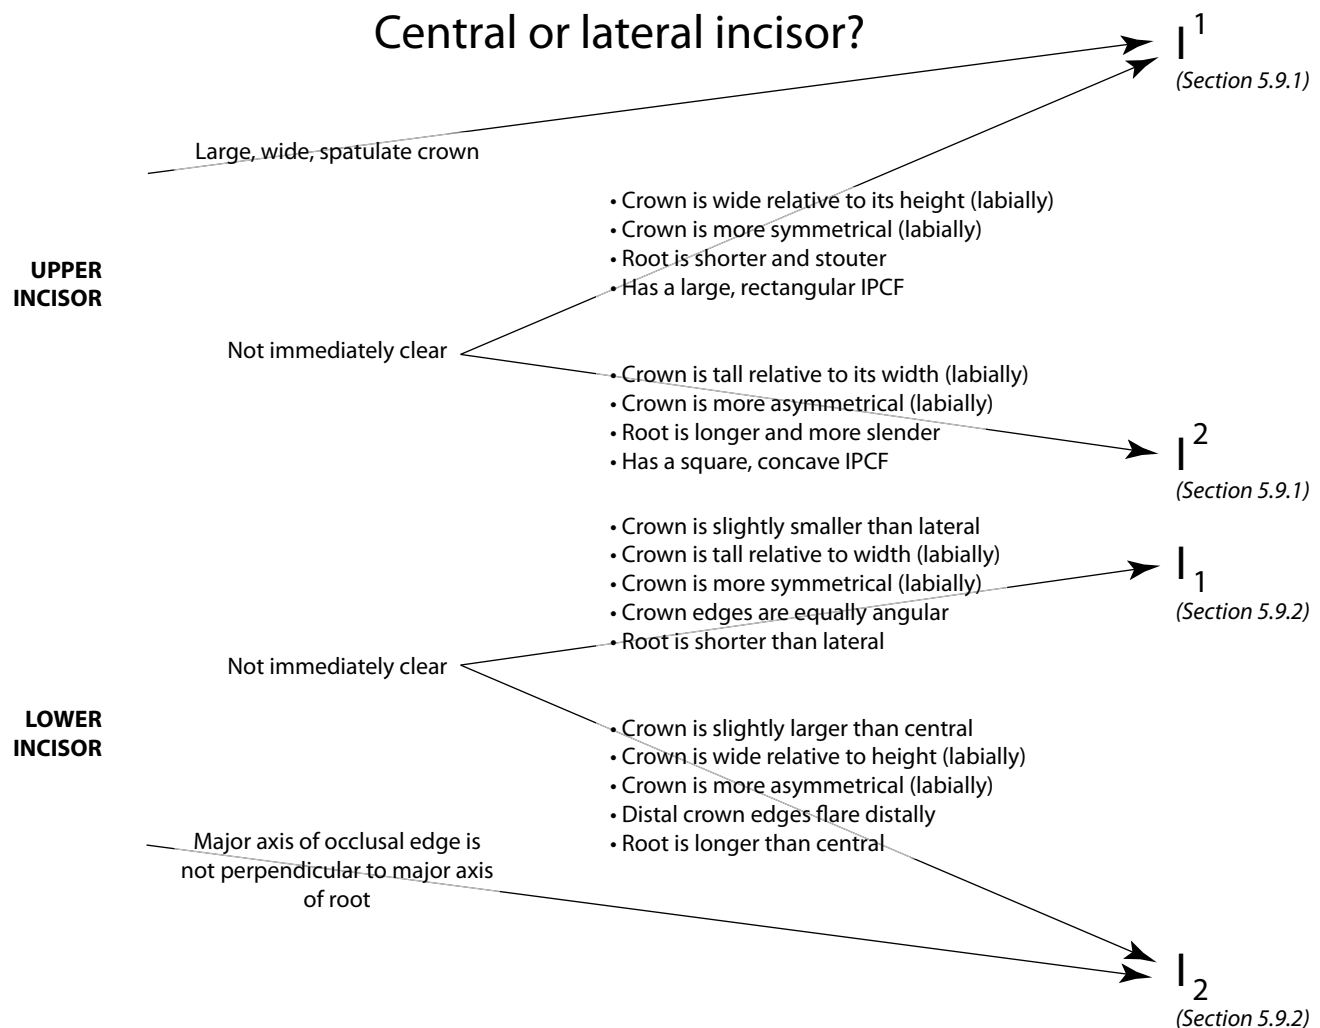 Central or lateral incisor?
I 1
(Section 5.9.1)
Large, wide, spatulate crown
UPPER
INCISOR
• Crown is wide relative to its height (labially)
• Crown is more symmetrical (labially)
• Root is shorter and stouter
• Has a large, rectangular IPCF
Not immediately clear
• Crown is tall relative to its width (labially)
• Crown is more asymmetrical (labially)
• Root is longer and more slender
• Has a square, concave IPCF
I 2
(Section 5.9.1)
• Crown is slightly smaller than lateral
• Crown is tall relative to width (labially)
• Crown is more symmetrical (labially)
• Crown edges are equally angular
• Root is shorter than lateral
I 1
(Section 5.9.2)
Not immediately clear
LOWER
INCISOR
• Crown is slightly larger than central
• Crown is wide relative to height (labially)
• Crown is more asymmetrical (labially)
• Distal crown edges flare distally
• Root is longer than central
Major axis of occlusal edge is
not perpendicular to major axis
of root
I 2
(Section 5.9.2)